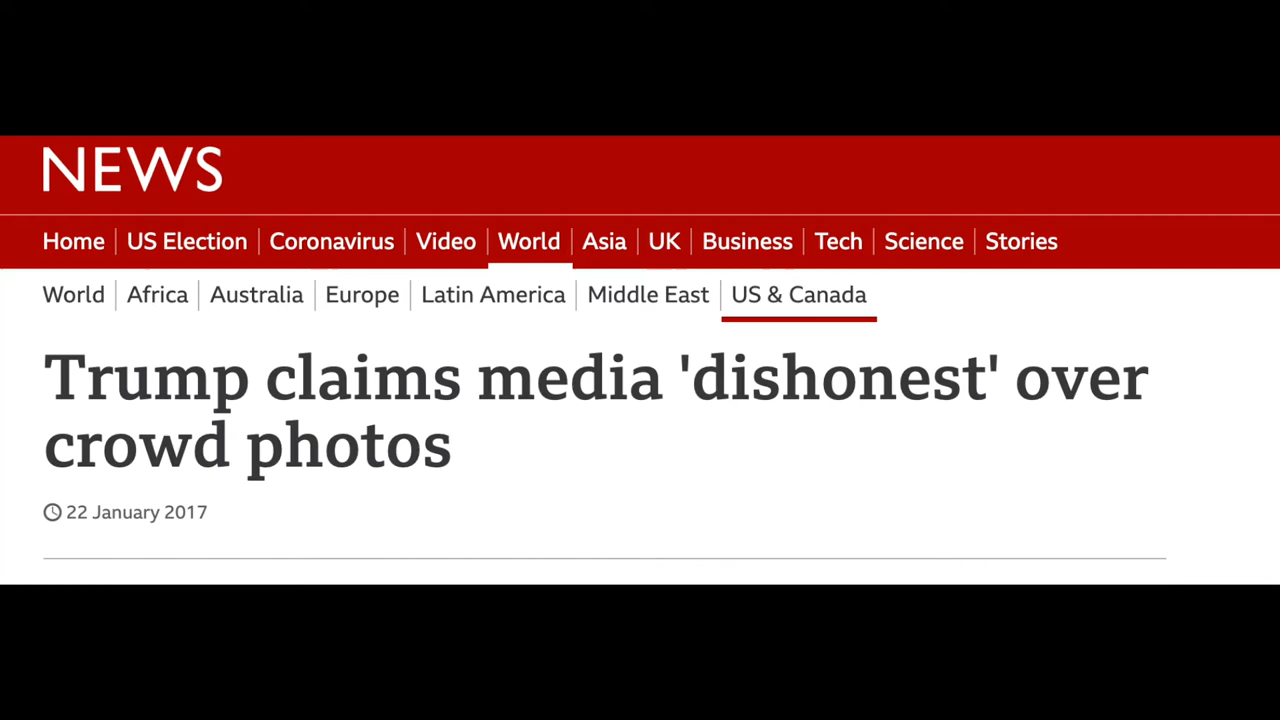 NEWS
Home US Election Coronavirus Video World Asia UK Business Tech Science Stories
World Africa Australia Europe Latin America Middle East US & Canada
Trump claims media 'dishonest' over
crowd photos
22 January 2017